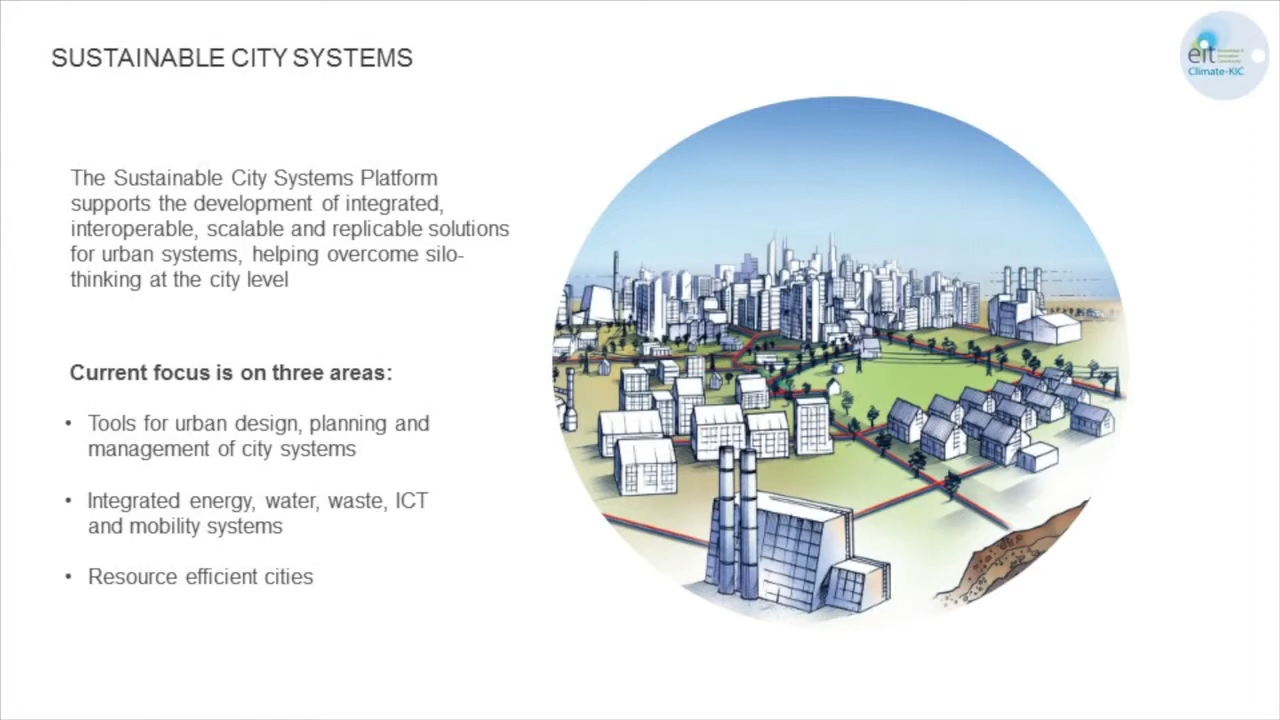 SUSTAINABLE CITY SYSTEMS
eit
Climate-KIC
The Sustainable City Systems Platform
supports the development of integrated,
interoperable, scalable and replicable solutions
for urban systems, helping overcome silo-
thinking at the city level
Current focus is on three areas:
• Tools for urban design, planning and
management of city systems
• Integrated energy, water, waste, ICT
and mobility systems
• Resource efficient cities